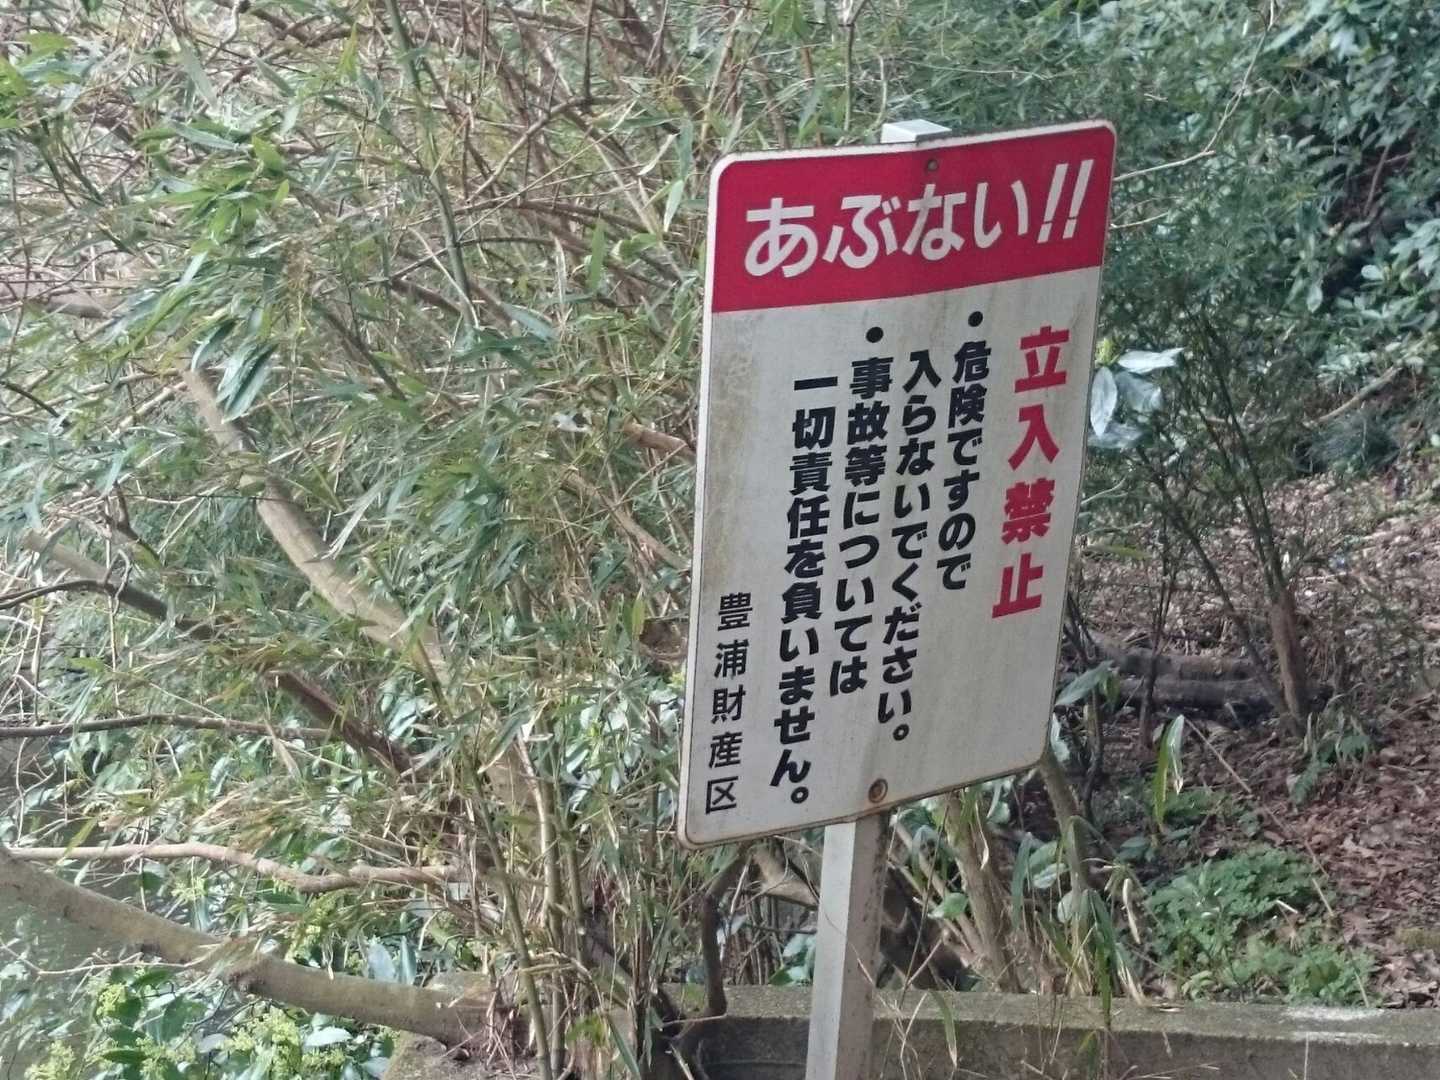 あぶない!!
立入禁止
・危険ですので
入らないでください。
・事故等については
一切責任を負いません。
豊浦財産区